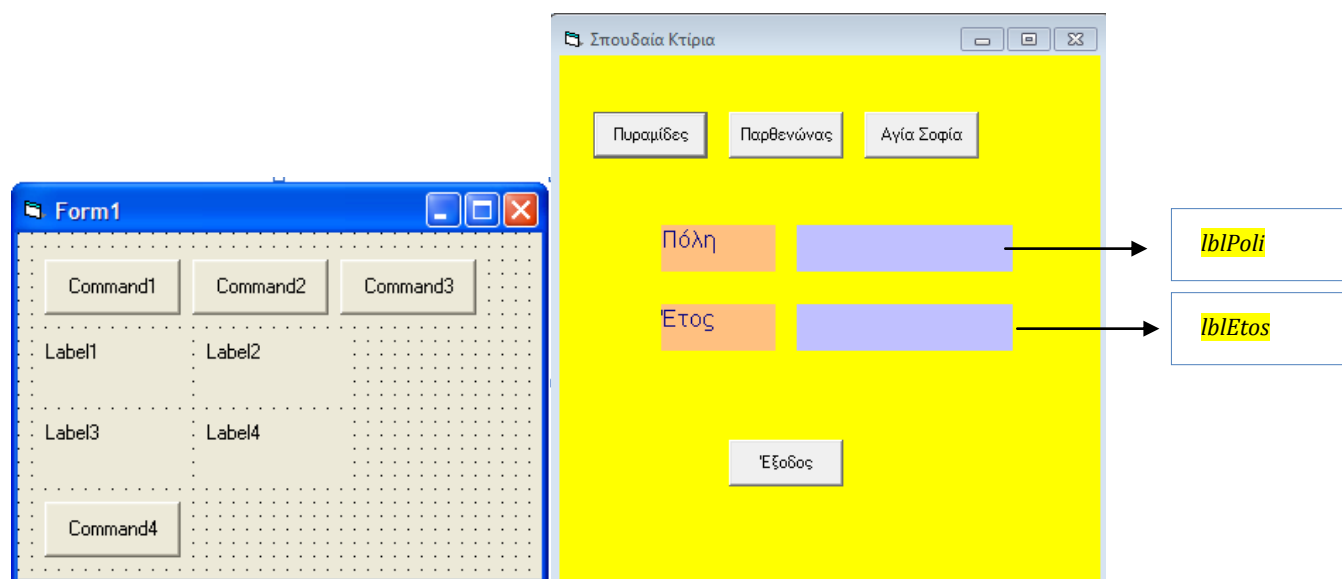 Form1
Command1 Command2 Command3
Label1 Label2
Label3 Label4
Command4
Σπουδαία Κτίρια
Πυραμίδες Παρθενώνας Αγία Σοφία
Πόλη
Έτος
Έξοδος
lblPoli
lblEtos